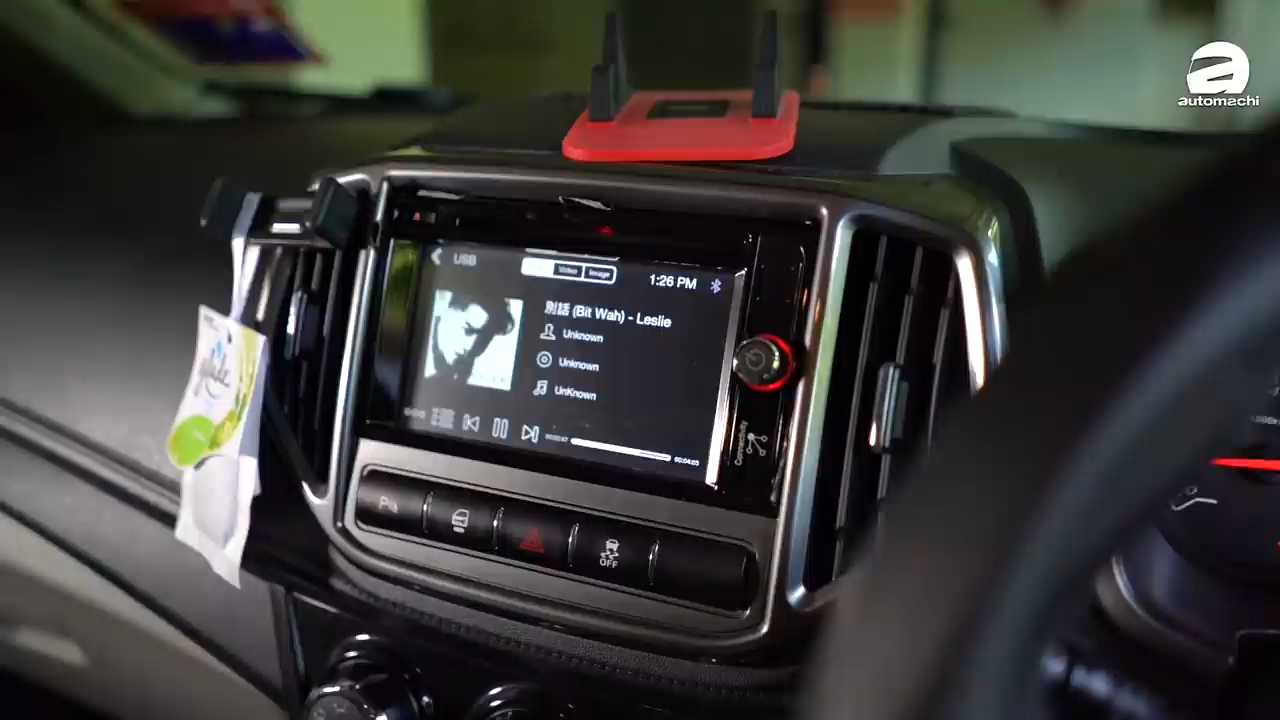 automachi
USB
Video
Image
1:26 PM
別話 (Bit Wah) - Leslie
Unknown
Unknown
UnKnown
00:04:05
Connectivity
P
OFF
glade